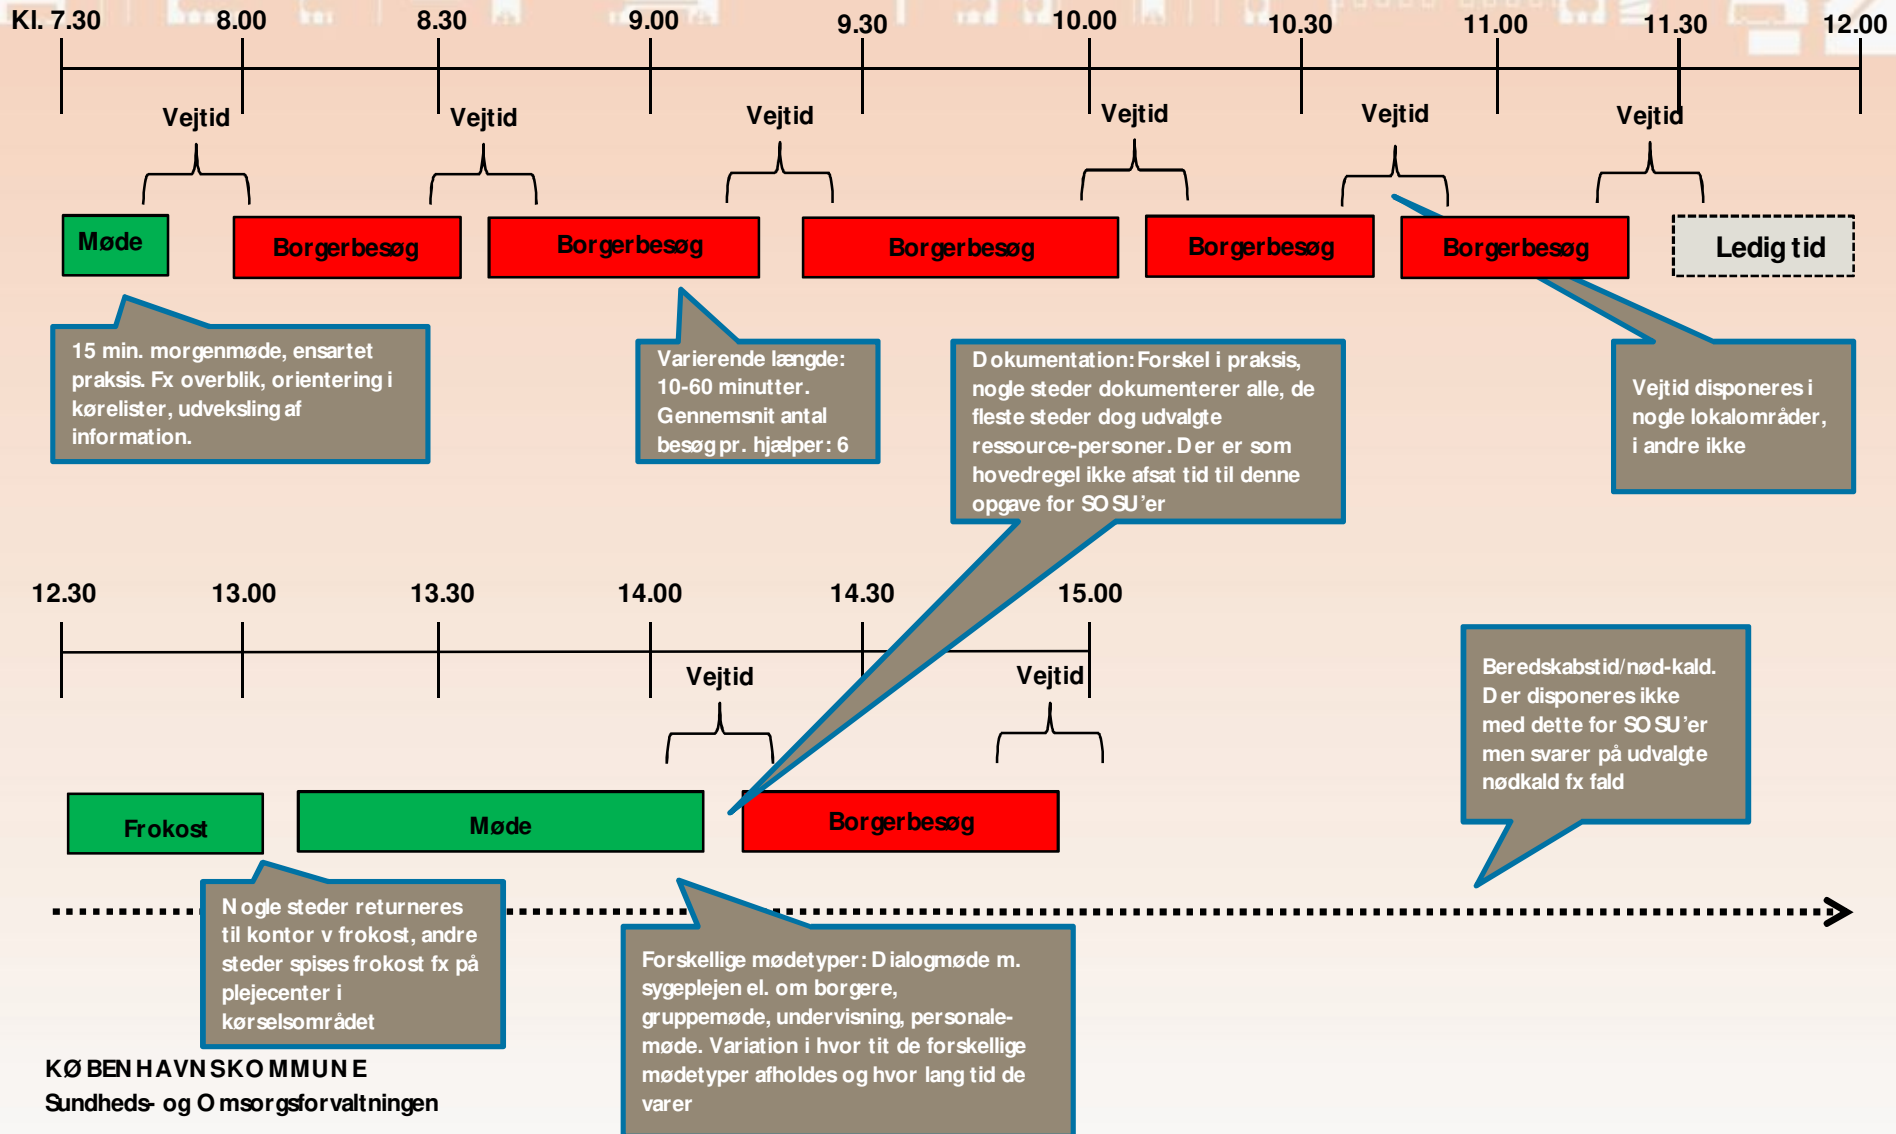 Kl. 7.30 8.00 8.30 9.00 9.30 10.00 10.30 11.00 11.30 12.00
Vejtid Vejtid Vejtid Vejtid Vejtid Vejtid
Møde Borgerbesøg Borgerbesøg Borgerbesøg Borgerbesøg Borgerbesøg Ledig tid
15 min. morgenmøde, ensartet
praksis. Fx overblik, orientering i
kørelister, udveksling af
information.
Varierende længde:
10-60 minutter.
Gennemsnit antal
besøg pr. hjælper: 6
Dokumentation: Forskel i praksis,
nogle steder dokumenterer alle, de
fleste steder dog udvalgte
ressource-personer. Der er som
hovedregel ikke afsat tid til denne
opgave for SOSU’er
Vejtid disponeres i
nogle lokalområder,
i andre ikke
12.30 13.00 13.30 14.00 14.30 15.00
Vejtid Vejtid
Frokost Møde Borgerbesøg
Beredskabstid/nød-kald.
Der disponeres ikke
med dette for SOSU’er
men svarer på udvalgte
nødkald fx fald
Nogle steder returneres
til kontor v frokost, andre
steder spises frokost fx på
plejecenter i
kørselsområdet
Forskellige mødetyper: Dialogmøde m.
sygeplejen el. om borgere,
gruppemøde, undervisning, personale-
møde. Variation i hvor tit de forskellige
mødetyper afholdes og hvor lang tid de
varer
KØBENHAVNS KOMMUNE
Sundheds- og Omsorgsforvaltningen